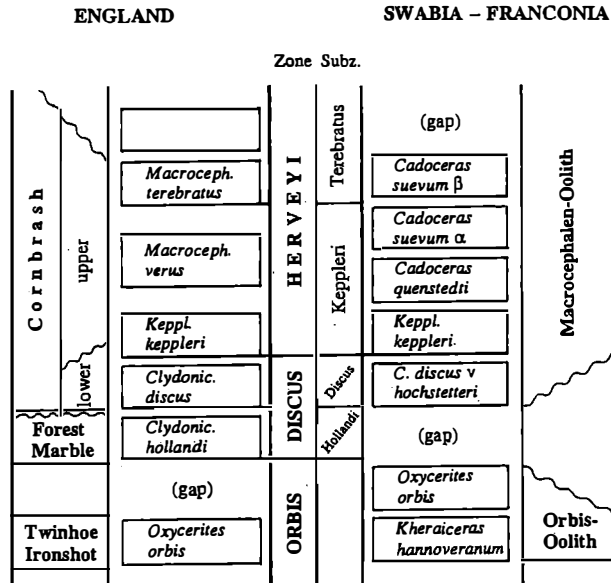 ENGLAND
SWABIA – FRANCONIA
Zone Subz.
Cornbrash
upper
lower
Forest
Marble
Twinhoe
Ironshot
Macroceph.
terebratus
Macroceph.
verus
Keppl.
keppleri
Clydonic.
discus
Clydonic.
hollandi
(gap)
Oxycerites
orbis
HERVEYI
DISCUS
ORBIS
Terebratus
Keppleri
Discus
Hollandi
(gap)
Cadoceras
suevum β
Cadoceras
suevum α
Cadoceras
quenstedti
Keppl.
keppleri.
C. discus v
hochstetteri
(gap)
Oxycerites
orbis
Kheraiceras
hannoveranum
Macrocephalen-Oolith
Orbis-
Oolith